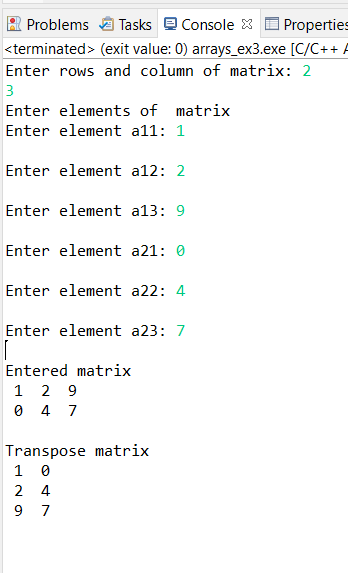 Problems Tasks Console Properties
<terminated> (exit value: 0) arrays_ex3.exe [C/C++ A
Enter rows and column of matrix: 2
3
Enter elements of  matrix
Enter element a11: 1
Enter element a12: 2
Enter element a13: 9
Enter element a21: 0
Enter element a22: 4
Enter element a23: 7
Entered matrix
1  2  9
0  4  7
Transpose matrix
1  0
2  4
9  7